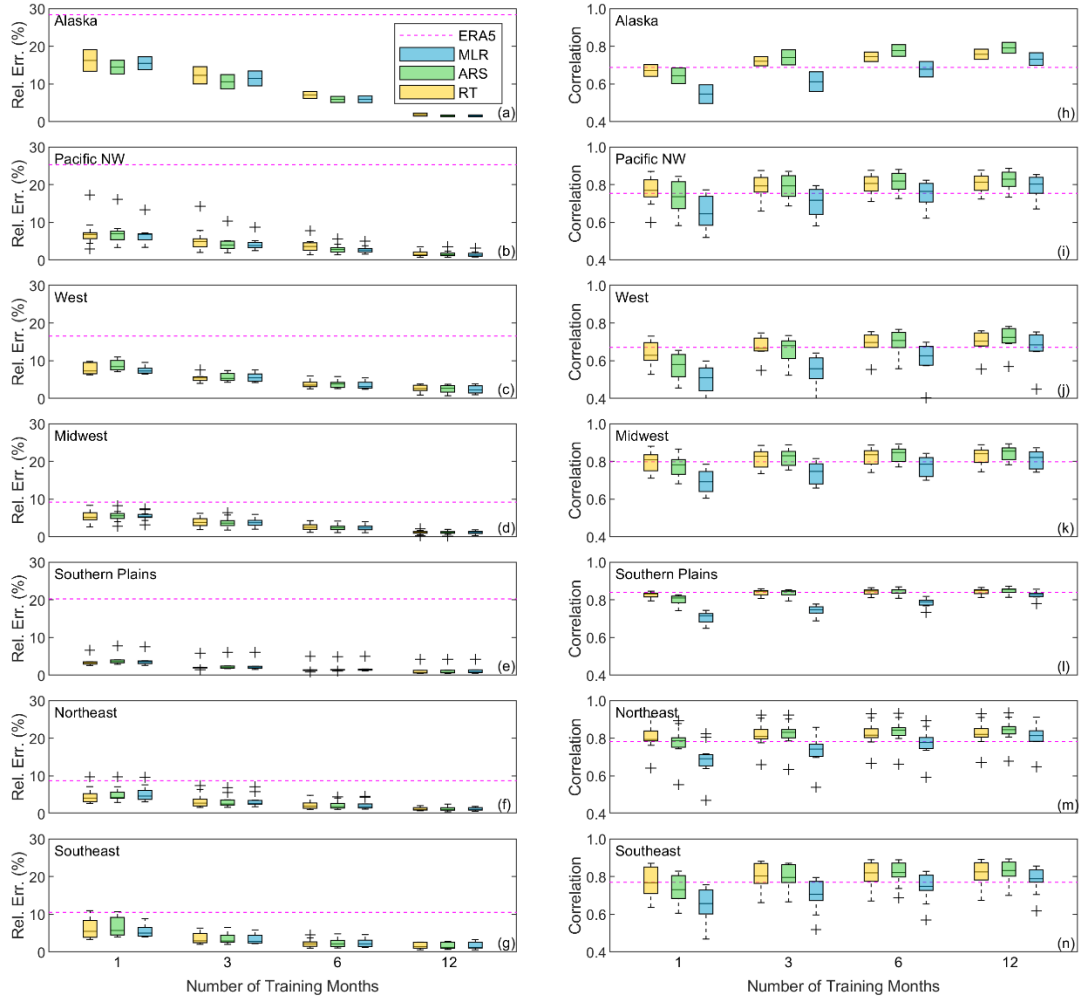 30
20
10
0
Rel. Err. (%)
Alaska
ERA5
MLR
ARS
RT
(a)
1.0
0.8
0.6
0.4
Correlation
Alaska
(h)
30
20
10
0
Rel. Err. (%)
Pacific NW
(b)
1.0
0.8
0.6
0.4
Correlation
Pacific NW
(i)
30
20
10
0
Rel. Err. (%)
West
(c)
1.0
0.8
0.6
0.4
Correlation
West
(j)
30
20
10
0
Rel. Err. (%)
Midwest
(d)
1.0
0.8
0.6
0.4
Correlation
Midwest
(k)
30
20
10
0
Rel. Err. (%)
Southern Plains
(e)
1.0
0.8
0.6
0.4
Correlation
Southern Plains
(l)
30
20
10
0
Rel. Err. (%)
Northeast
(f)
1.0
0.8
0.6
0.4
Correlation
Northeast
(m)
30
20
10
0
Rel. Err. (%)
Southeast
(g)
1 3 6 12
Number of Training Months
1.0
0.8
0.6
0.4
Correlation
Southeast
(n)
1 3 6 12
Number of Training Months